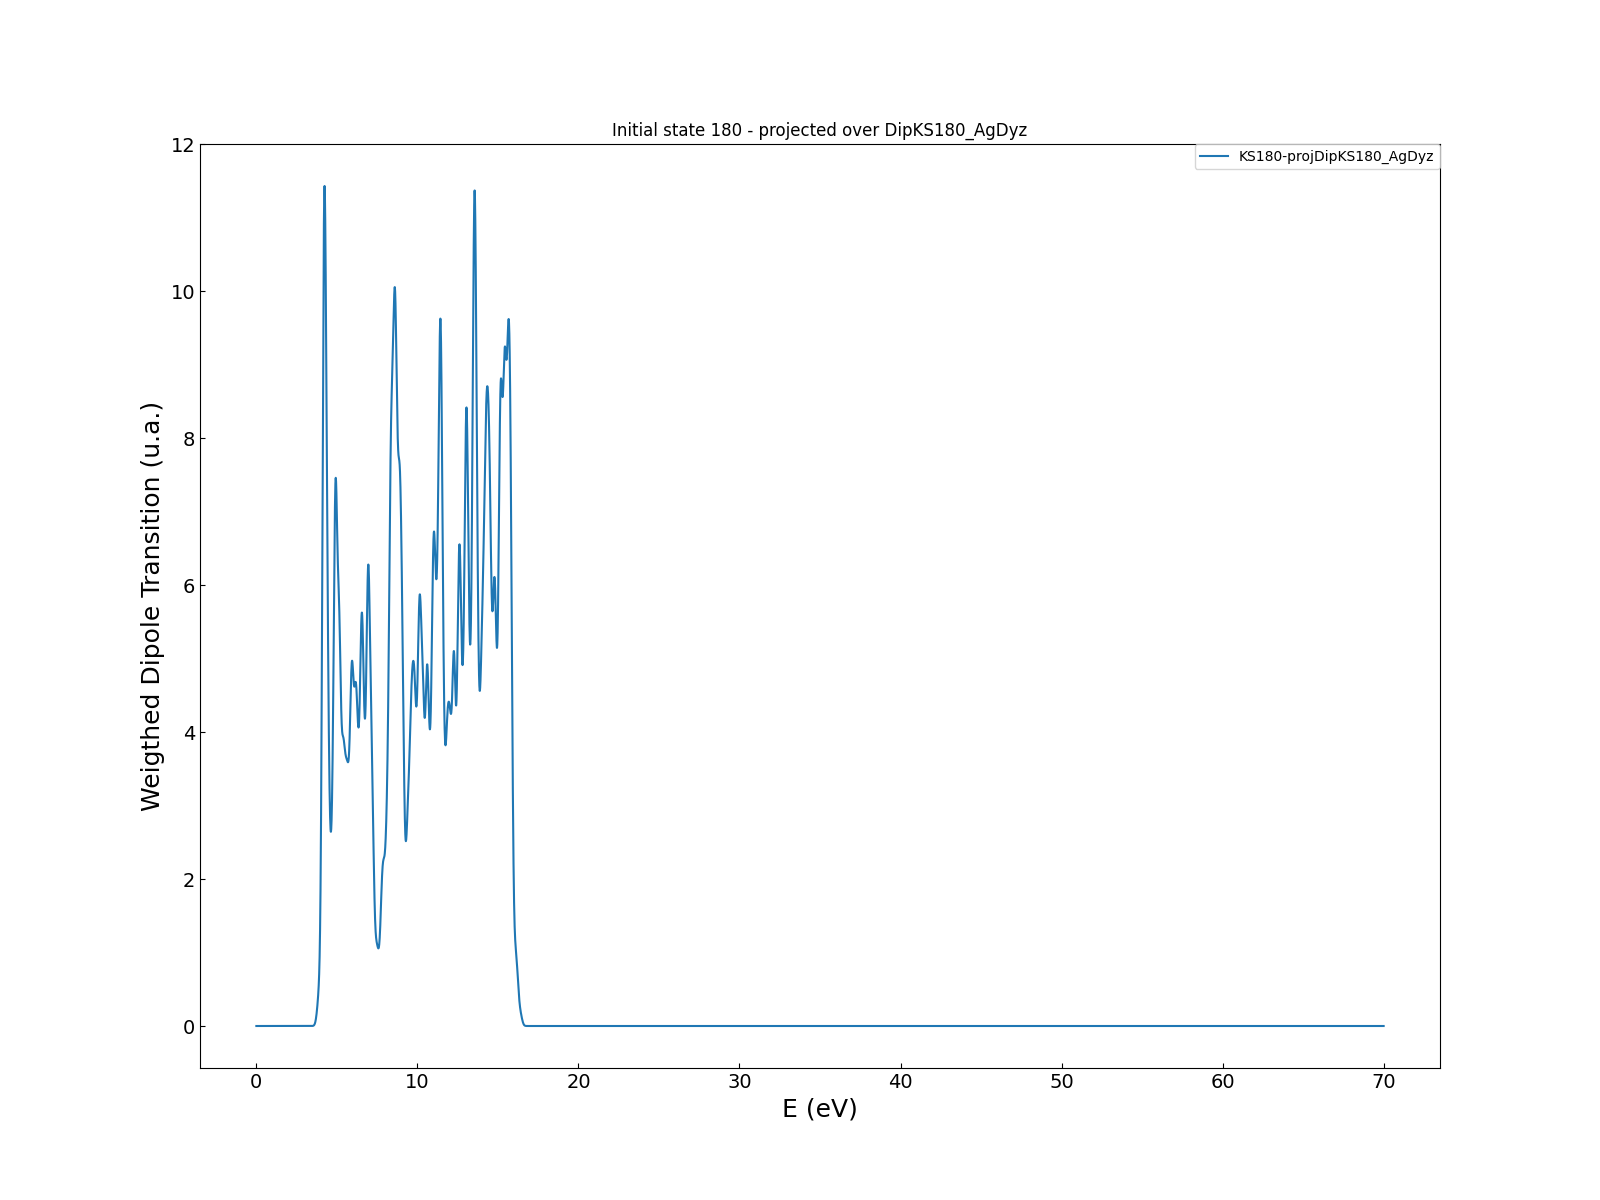 Initial state 180 - projected over DipKS180_AgDyz
KS180-projDipKS180_AgDyz
Weigthed Dipole Transition (u.a.)
12
10
8
6
4
2
0
0 10 20 30 40 50 60 70
E (eV)